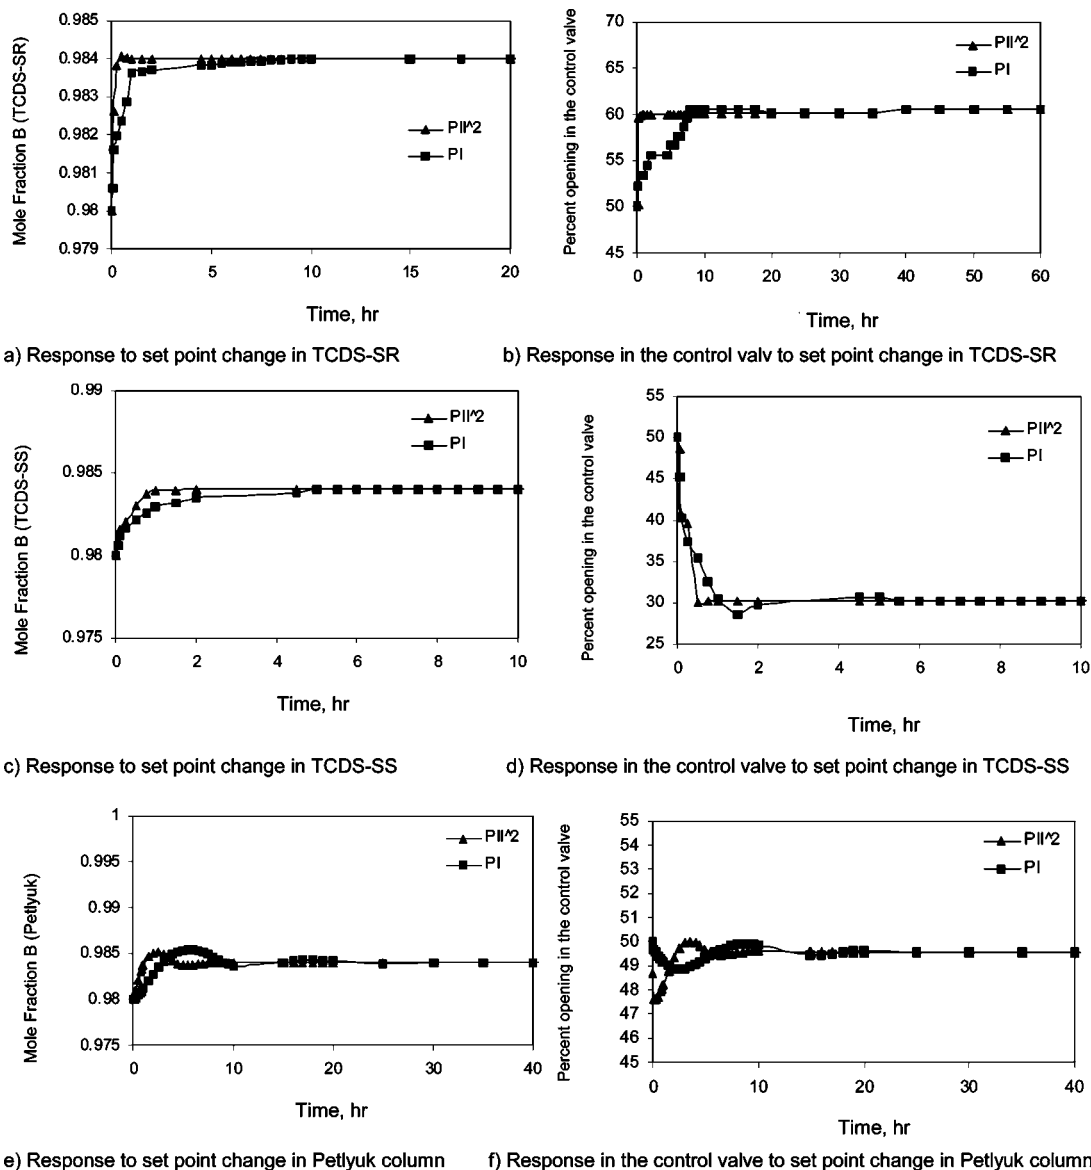 0.985
0.984
0.983
0.982
0.981
0.98
0.979
Mole Fraction B (TCDS-SR)
PII^2
PI
0 5 10 15 20
Time, hr
a) Response to set point change in TCDS-SR
70
65
60
55
50
45
Percent opening in the control valve
PII^2
PI
0 10 20 30 40 50 60
Time, hr
b) Response in the control valv to set point change in TCDS-SR
0.99
0.985
0.98
0.975
Mole Fraction B (TCDS-SS)
PII^2
PI
0 2 4 6 8 10
Time, hr
c) Response to set point change in TCDS-SS
55
50
45
40
35
30
25
Percent opening in the control valve
PII^2
PI
0 2 4 6 8 10
Time, hr
d) Response in the control valve to set point change in TCDS-SS
1
0.995
0.99
0.985
0.98
0.975
Mole Fraction B (Petlyuk)
PII^2
PI
0 10 20 30 40
Time, hr
e) Response to set point change in Petlyuk column
55
54
53
52
51
50
49
48
47
46
45
Percent opening in the control valve
PII^2
PI
0 10 20 30 40
Time, hr
f) Response in the control valve to set point change in Petlyuk column